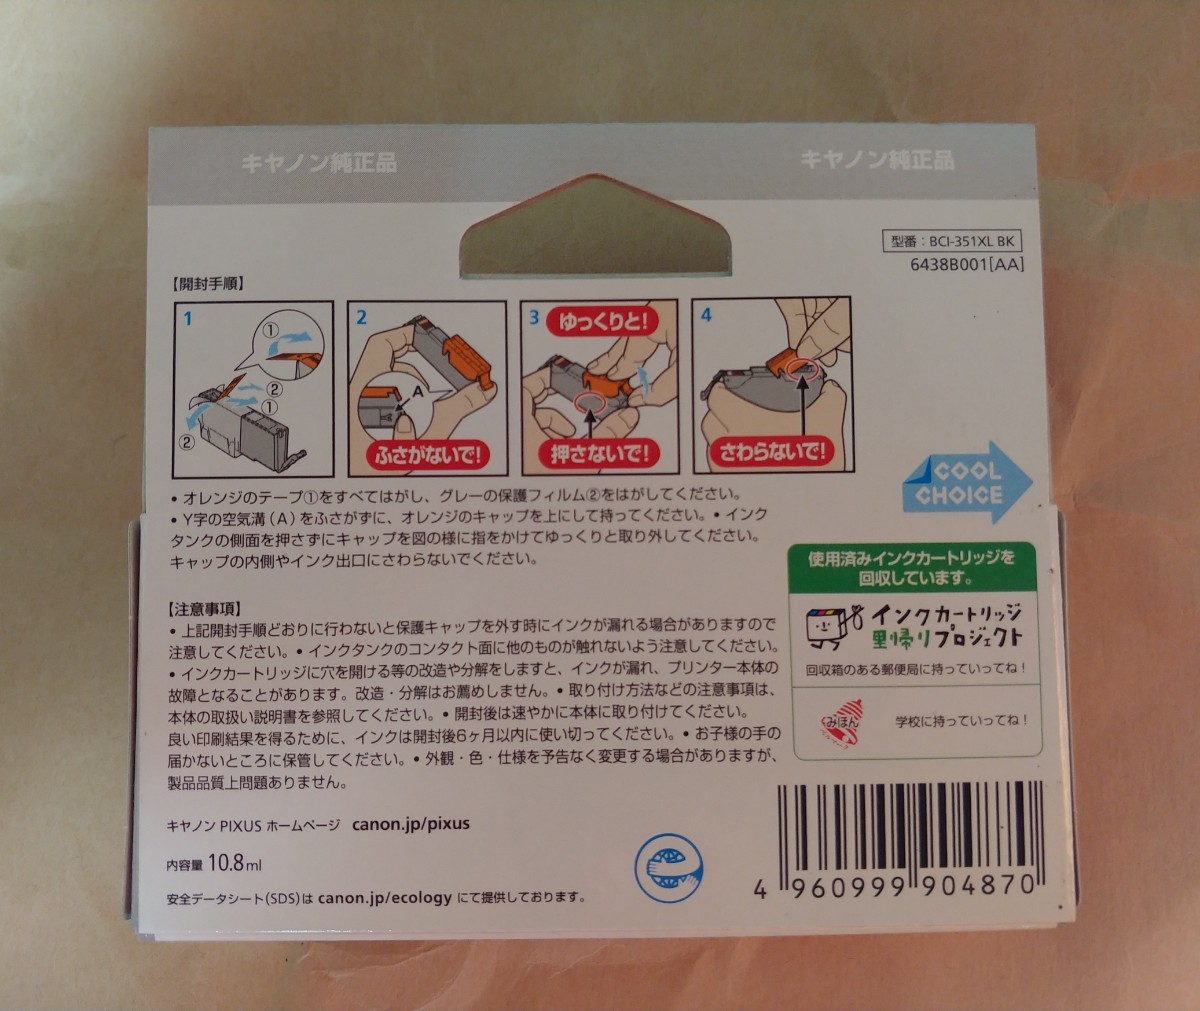 キヤノン純正品
キヤノン純正品
型番：BCI-351XL BK
6438B001[AA]
【開封手順】
1
①
②
①
②
2
A
ふさがないで！
3
ゆっくりと！
押さないで！
4
さわらないで！
• オレンジのテープ①をすべてはがし、グレーの保護フィルム②をはがしてください。
• Y字の空気溝（A）をふさがずに、オレンジのキャップを上にして持ってください。• インク
タンクの側面を押さずにキャップを図の様に指をかけてゆっくりと取り外してください。
キャップの内側やインク出口にさわらないでください。
COOL
CHOICE
使用済みインクカートリッジを
回収しています。
インクカートリッジ
里帰りプロジェクト
回収箱のある郵便局に持っていってね！
みほん
ベルマーク
学校に持っていってね！
【注意事項】
• 上記開封手順どおりに行わないと保護キャップを外す時にインクが漏れる場合がありますので
注意してください。• インクタンクのコンタクト面に他のものが触れないよう注意してください。
• インクカートリッジに穴を開ける等の改造や分解をしますと、インクが漏れ、プリンター本体の
故障となることがあります。改造・分解はお薦めしません。• 取り付け方法などの注意事項は、
本体の取扱い説明書を参照してください。• 開封後は速やかに本体に取り付けてください。
良い印刷結果を得るために、インクは開封後6ヶ月以内に使い切ってください。• お子様の手の
届かないところに保管してください。• 外観・色・仕様を予告なく変更する場合がありますが、
製品品質上問題ありません。
キヤノン PIXUS ホームページ canon.jp/pixus
内容量 10.8ml
安全データシート(SDS)は canon.jp/ecology にて提供しております。
4 960999 904870